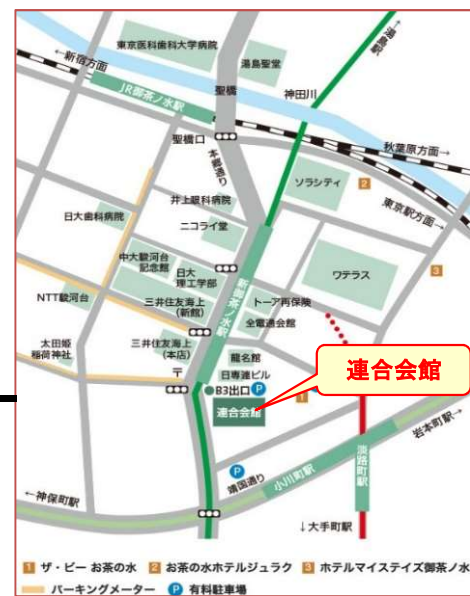 ←湯島駅
東京医科歯科大学病院
←新宿方面
湯島聖堂
JR御茶ノ水駅
聖橋
神田川
聖橋口
本郷通り
秋葉原方面→
ソラシティ
2
東京駅方面→
井上眼科病院
日大歯科病院
ニコライ堂
中大駿河台
記念館
日大
理工学部
ワテラス
3
新御茶ノ水駅
NTT駿河台
三井住友海上
(新館)
トーア再保険
全電通会館
太田姫
稲荷神社
三井住友海上
(本店)
龍名館
日専連ビル
〒
B3出口
P
連合会館
連合会館
1
淡路町駅
岩本町駅→
P
靖国通り
小川町駅
←神保町駅
↓大手町駅
1 ザ・ビー お茶の水 2 お茶の水ホテルジュラク 3 ホテルマイステイズ御茶ノ水
パーキングメーター P 有料駐車場